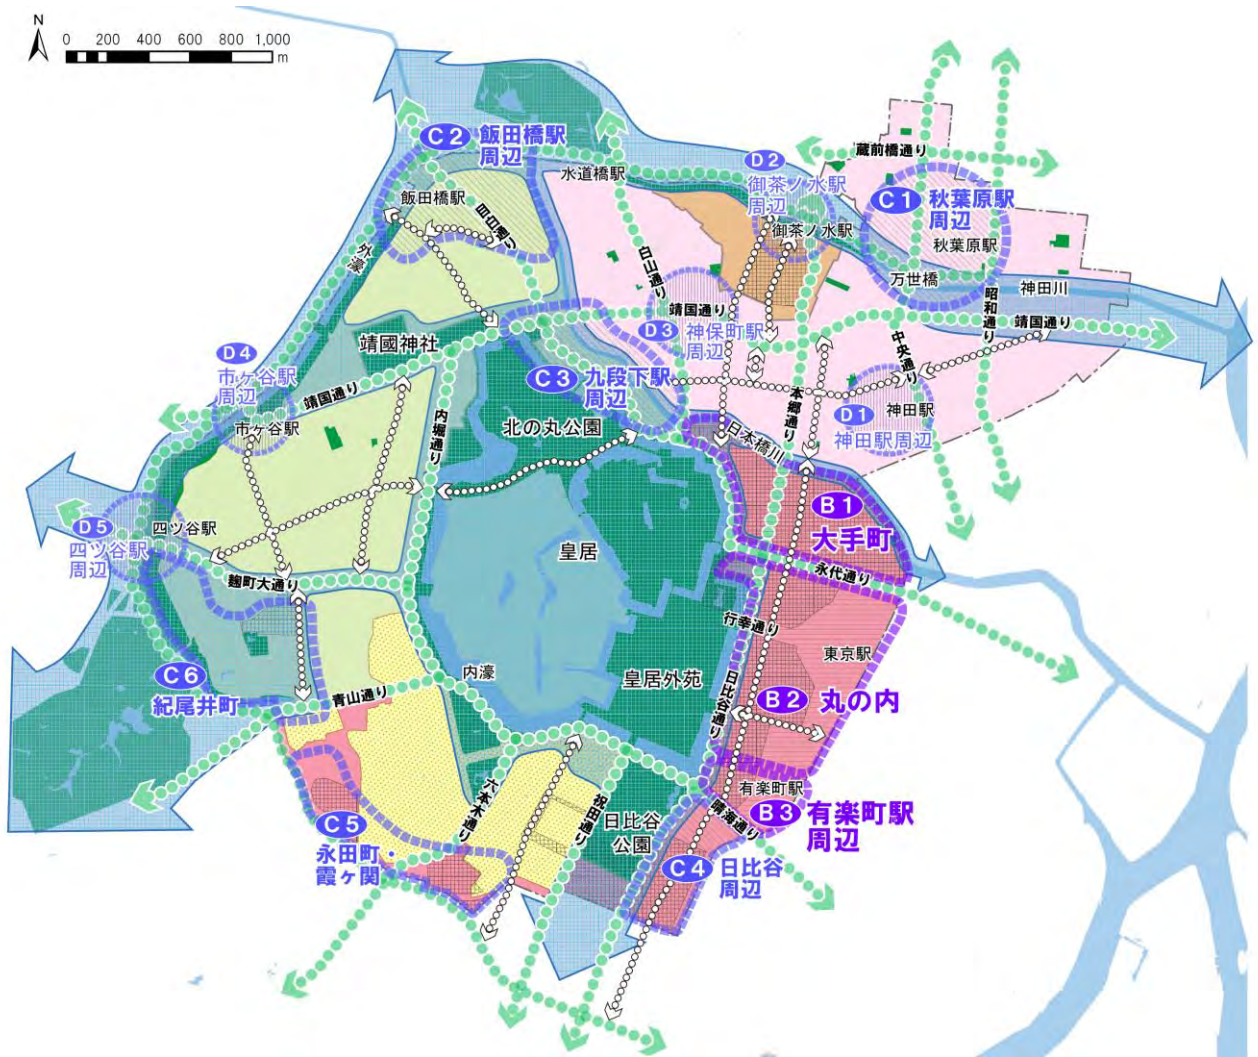 N
0 200 400 600 800 1,000
m
C2 飯田橋駅
周辺
水道橋駅
D2
御茶ノ水駅
周辺
蔵前橋通り
C1 秋葉原駅
周辺
飯田橋駅
目白通り
外濠
白山通り
御茶ノ水駅
秋葉原駅
万世橋
神田川
昭和通り
靖国通り
靖国通り
D3 神保町駅
周辺
中央通り
靖國神社
D4
市ヶ谷駅
周辺
靖国通り
市ヶ谷駅
内堀通り
C3 九段下駅
周辺
本郷通り
D1 神田駅
神田駅周辺
北の丸公園
日本橋川
B1
大手町
D5
四ツ谷駅
周辺
四ツ谷駅
皇居
永代通り
麹町大通り
行幸通り
東京駅
C6
紀尾井町
青山通り
内濠
皇居外苑
日比谷通り
B2 丸の内
六本木通り
祝田通り
有楽町駅
晴海通り
B3 有楽町駅
周辺
日比谷
公園
C5
永田町・
霞ヶ関
C4 日比谷
周辺